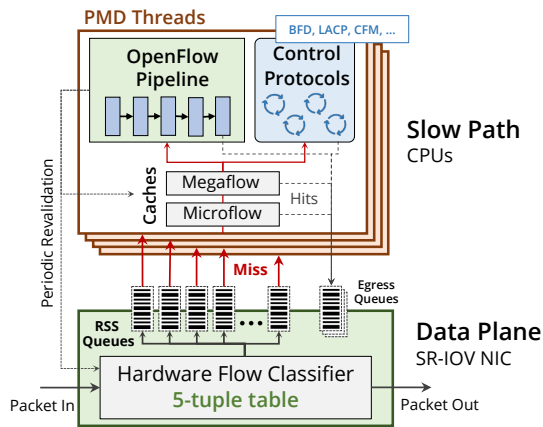 PMD Threads
BFD, LACP, CFM, ...
OpenFlow
Pipeline
Control
Protocols
Slow Path
CPUs
Caches
Megaflow
Microflow
Hits
Periodic Revalidation
Miss
RSS
Queues
Egress
Queues
Data Plane
SR-IOV NIC
Hardware Flow Classifier
5-tuple table
Packet In
Packet Out